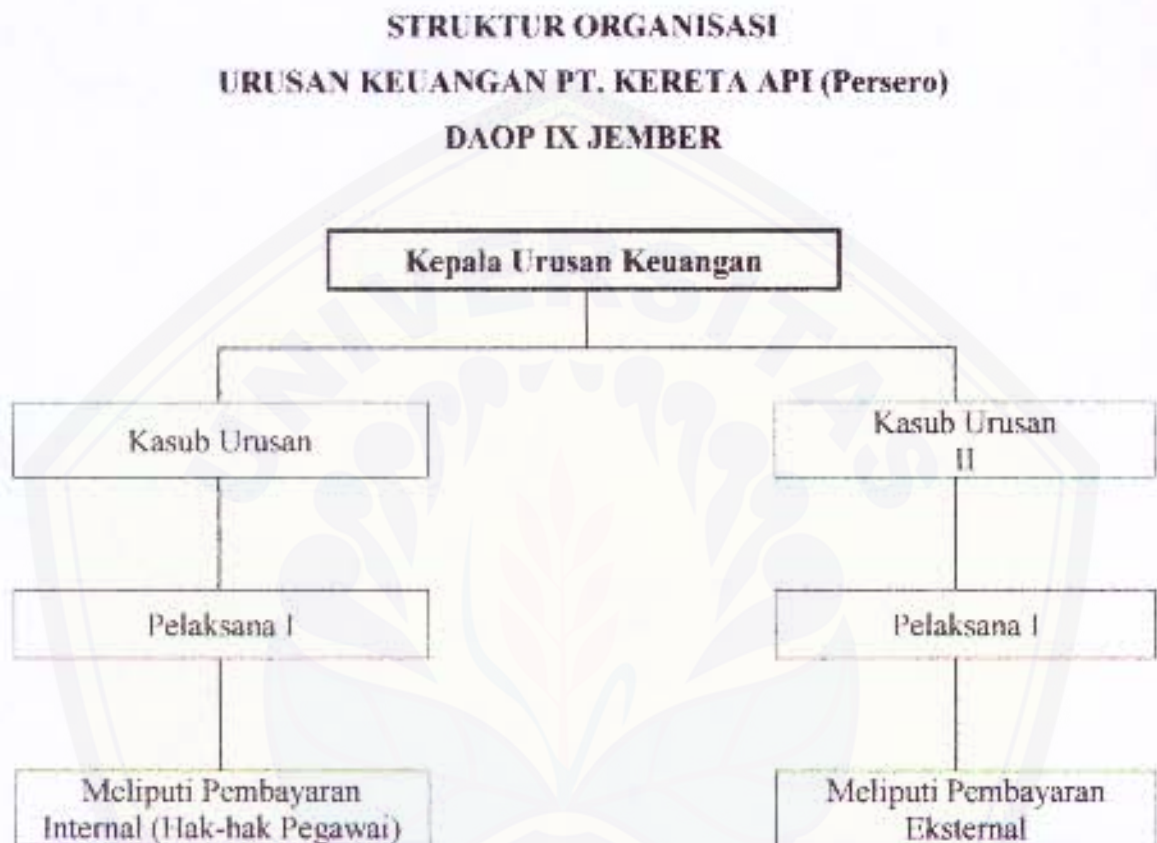 STRUKTUR ORGANISASI
URUSAN KEUANGAN PT. KERETA API (Persero)
DAOP IX JEMBER
UNIVERSITAS
Kepala Urusan Keuangan
Kasub Urusan
Kasub Urusan
II
Pelaksana I
Pelaksana I
Meliputi Pembayaran
Internal (Hak-hak Pegawai)
Meliputi Pembayaran
Eksternal